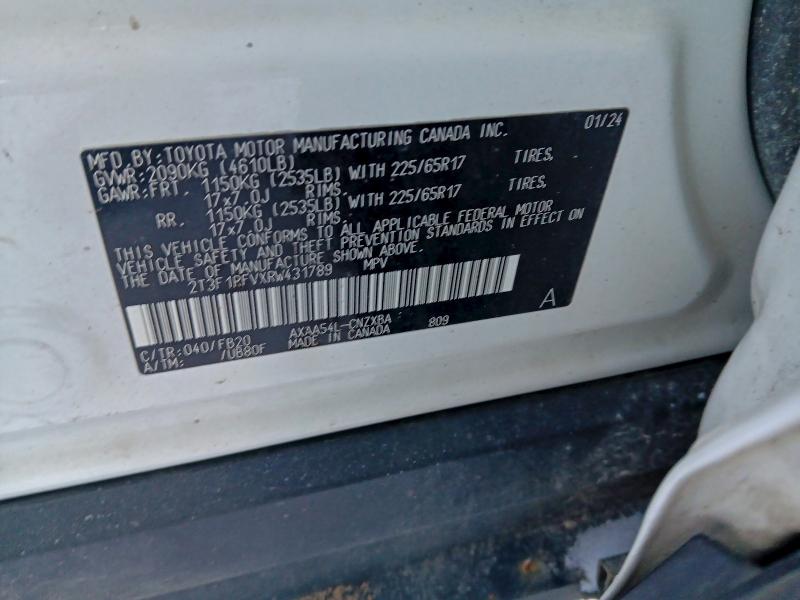 MFD BY:TOYOTA MOTOR MANUFACTURING CANADA INC. 01/24
GVWR:2090KG (4610LB)
GAWR:FRT. 1150KG (2535LB) WITH 225/65R17 TIRES,
17x7.0J RIMS.
RR. 1150KG (2535LB) WITH 225/65R17 TIRES,
17x7.0J RIMS.
THIS VEHICLE CONFORMS TO ALL APPLICABLE FEDERAL MOTOR
VEHICLE SAFETY AND THEFT PREVENTION STANDARDS IN EFFECT ON
THE DATE OF MANUFACTURE SHOWN ABOVE.
2T3F1RFVXRW431789 MPV
A
C/TR:040/FB20 AXAA54L-CNZXBA 809
A/TM: /UB80F MADE IN CANADA